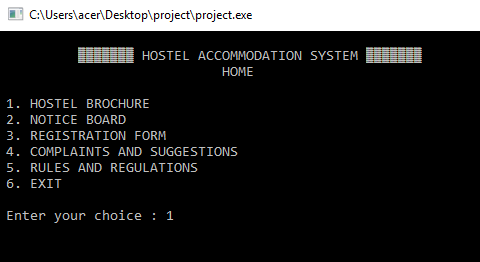 C:\Users\acer\Desktop\project\project.exe
▓▓▓▓▓▓▓ HOSTEL ACCOMMODATION SYSTEM ▓▓▓▓▓▓▓
HOME
1. HOSTEL BROCHURE
2. NOTICE BOARD
3. REGISTRATION FORM
4. COMPLAINTS AND SUGGESTIONS
5. RULES AND REGULATIONS
6. EXIT
Enter your choice : 1